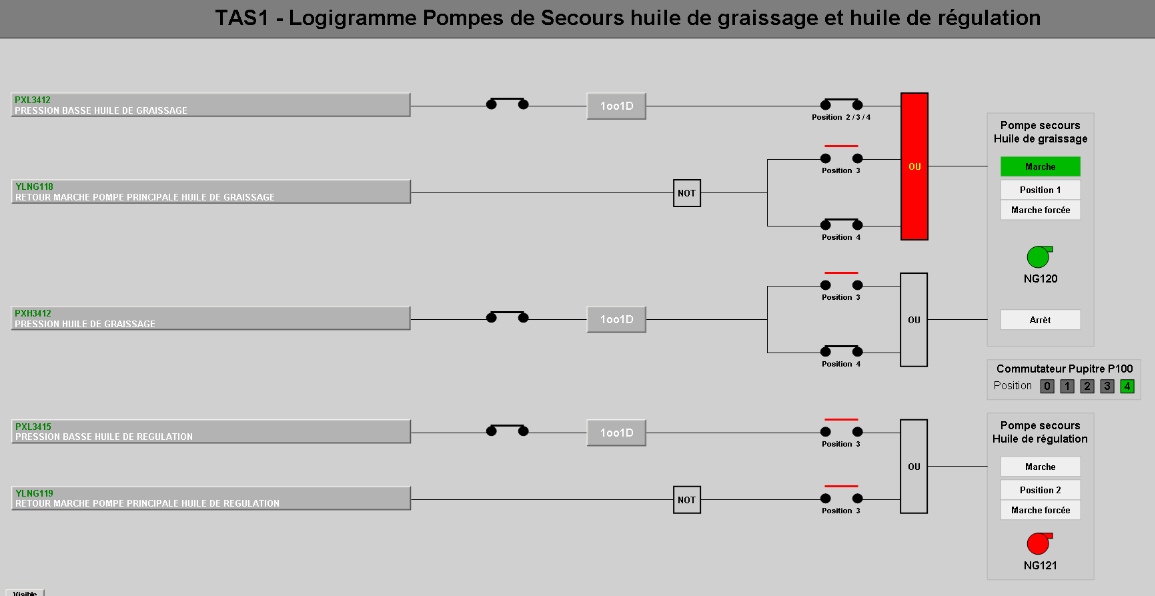 TAS1 - Logigramme Pompes de Secours huile de graissage et huile de régulation
PXL3412
PRESSION BASSE HUILE DE GRAISSAGE
1oo1D
Position 2 / 3 / 4
YLNG118
RETOUR MARCHE POMPE PRINCIPALE HUILE DE GRAISSAGE
NOT
Position 3
Position 4
OU
Pompe secours
Huile de graissage
Marche
Position 1
Marche forcée
NG120
Arrêt
PXH3412
PRESSION HUILE DE GRAISSAGE
1oo1D
Position 3
Position 4
OU
Commutateur Pupitre P100
Position 0 1 2 3 4
PXL3415
PRESSION BASSE HUILE DE REGULATION
1oo1D
Position 3
YLNG119
RETOUR MARCHE POMPE PRINCIPALE HUILE DE REGULATION
NOT
Position 3
OU
Pompe secours
Huile de régulation
Marche
Position 2
Marche forcée
NG121
Visible